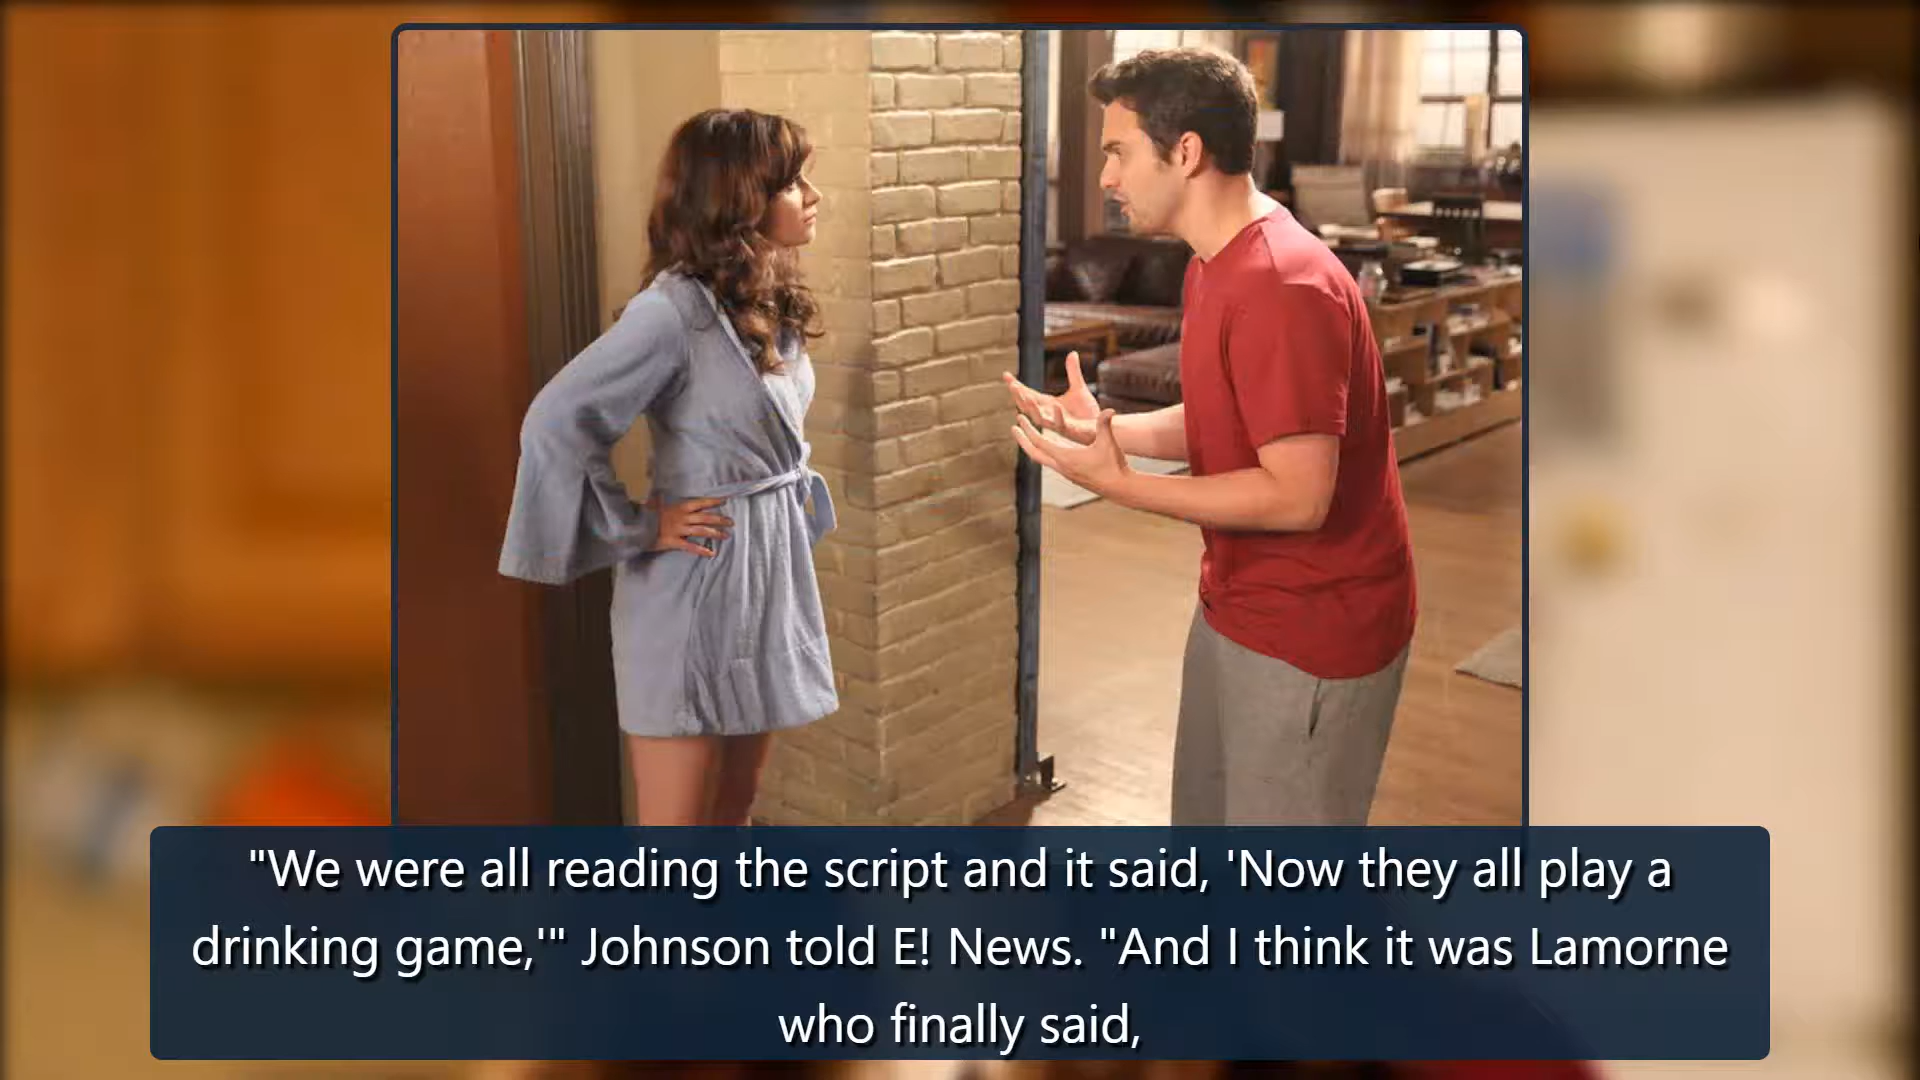 "We were all reading the script and it said, 'Now they all play a
drinking game,'" Johnson told E! News. "And I think it was Lamorne
who finally said,